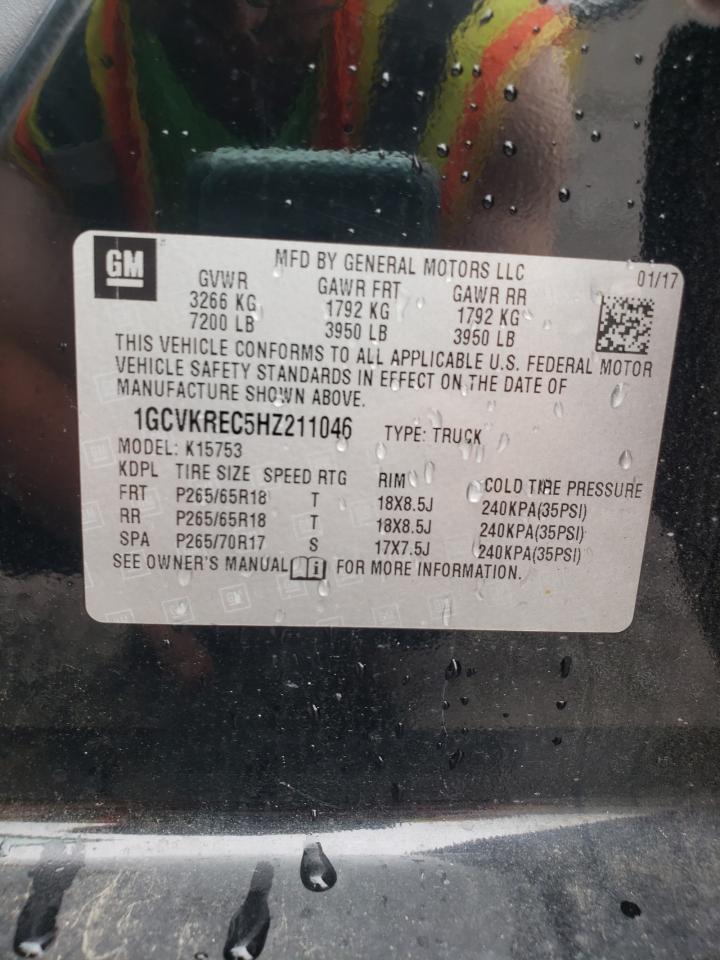 GM
MFD BY GENERAL MOTORS LLC
01/17
GVWR GAWR FRT GAWR RR
3266 KG 1792 KG 1792 KG
7200 LB 3950 LB 3950 LB
THIS VEHICLE CONFORMS TO ALL APPLICABLE U.S. FEDERAL MOTOR
VEHICLE SAFETY STANDARDS IN EFFECT ON THE DATE OF
MANUFACTURE SHOWN ABOVE.
1GCVKREC5HZ211046 TYPE: TRUCK
MODEL: K15753
KDPL TIRE SIZE SPEED RTG RIM COLD TIRE PRESSURE
FRT P265/65R18 T 18X8.5J 240KPA(35PSI)
RR P265/65R18 T 18X8.5J 240KPA(35PSI)
SPA P265/70R17 S 17X7.5J 240KPA(35PSI)
SEE OWNER'S MANUAL i FOR MORE INFORMATION.